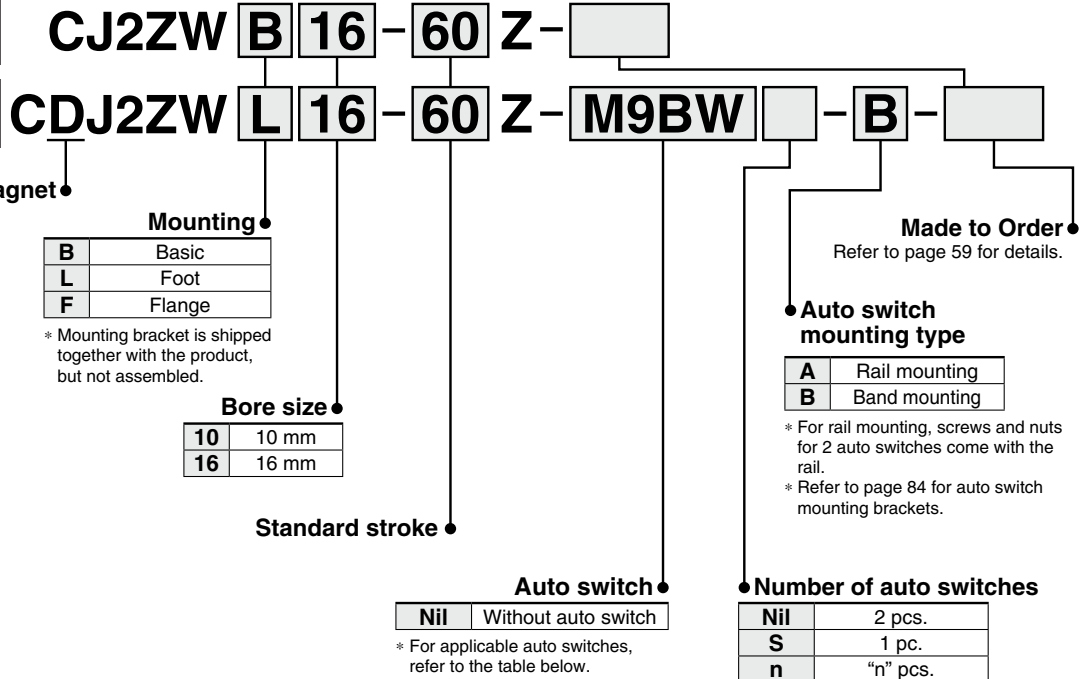 CJ2ZW B 16 - 60 Z -
CDJ2ZW L 16 - 60 Z - M9BW - B -
agnet
Mounting
B Basic
L Foot
F Flange
* Mounting bracket is shipped
together with the product,
but not assembled.
Bore size
10 10 mm
16 16 mm
Standard stroke
Auto switch
Nil Without auto switch
* For applicable auto switches,
refer to the table below.
Made to Order
Refer to page 59 for details.
Auto switch
mounting type
A Rail mounting
B Band mounting
* For rail mounting, screws and nuts
for 2 auto switches come with the
rail.
* Refer to page 84 for auto switch
mounting brackets.
Number of auto switches
Nil 2 pcs.
S 1 pc.
n “n” pcs.